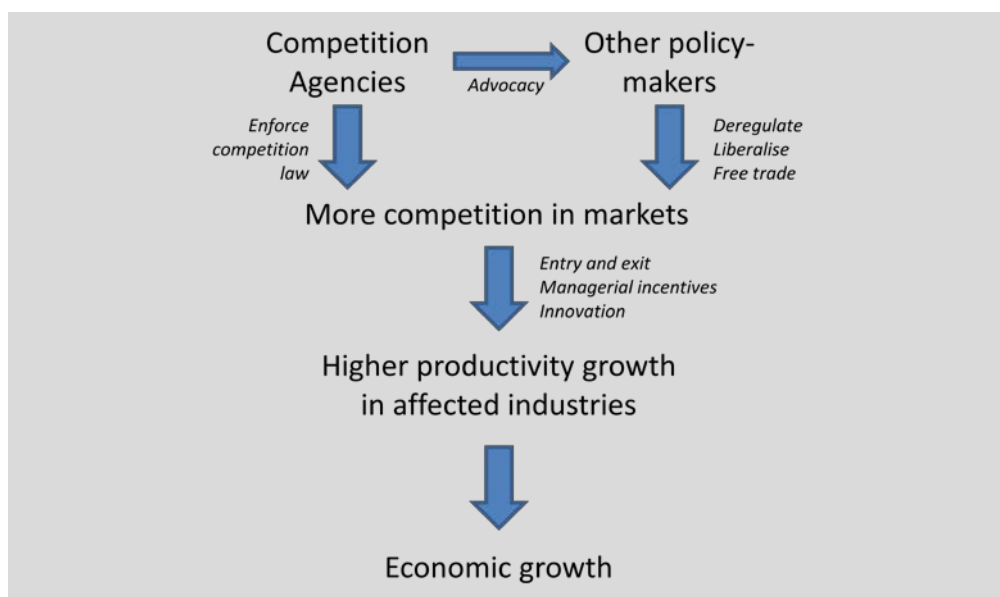 Competition
Agencies
Advocacy
Other policy-
makers
Enforce
competition
law
Deregulate
Liberalise
Free trade
More competition in markets
Entry and exit
Managerial incentives
Innovation
Higher productivity growth
in affected industries
Economic growth